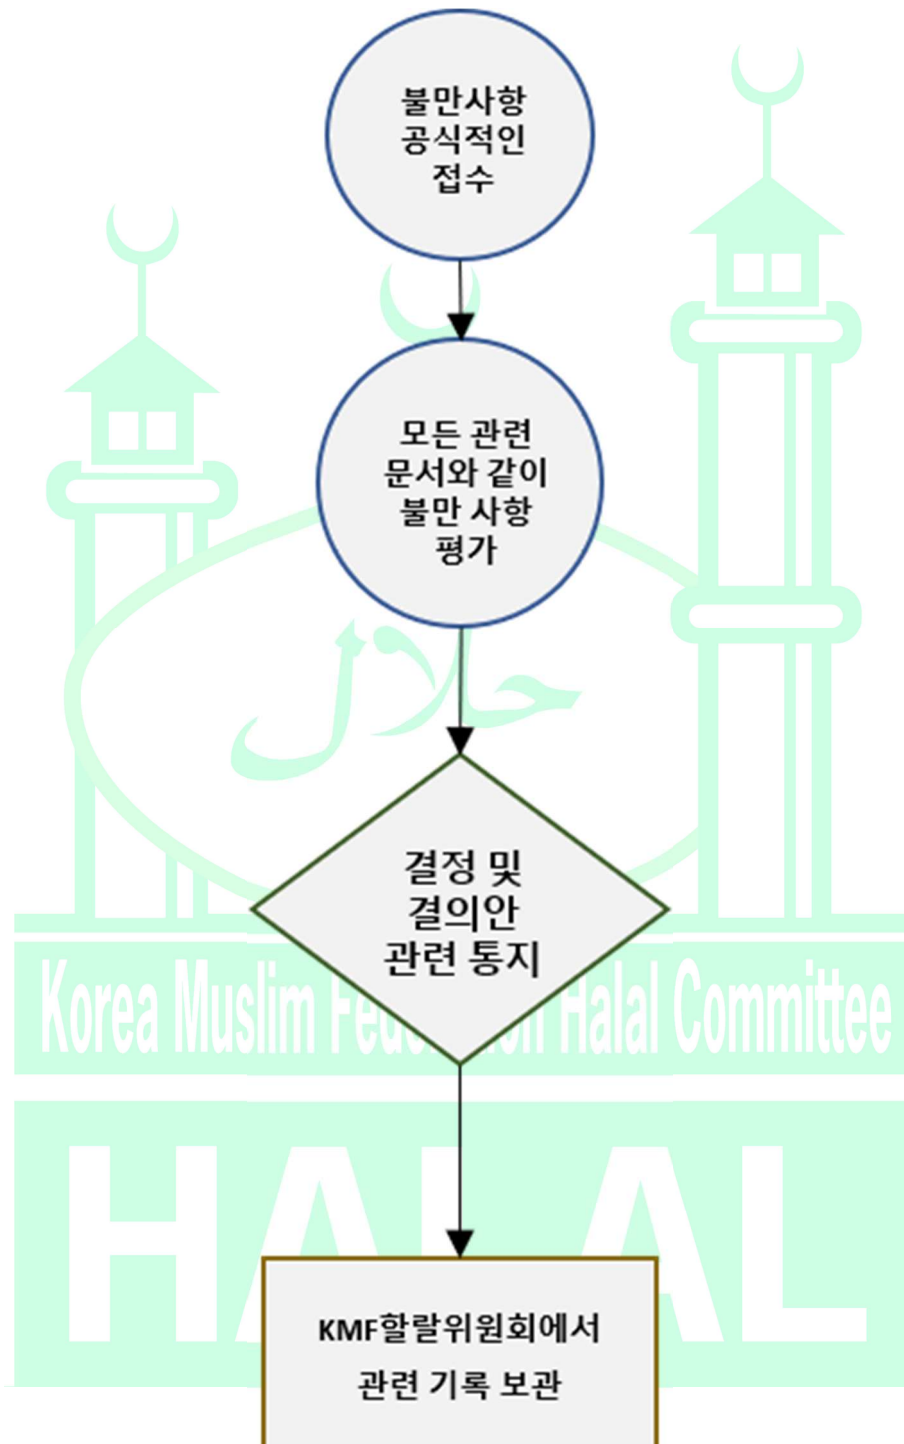 불만사항
공식적인
접수
모든 관련
문서와 같이
불만 사항
평가
حلال
결정 및
결의안
관련 통지
Korea Muslim Halal Committee
HALAL
KMF할랄위원회에서
관련 기록 보관